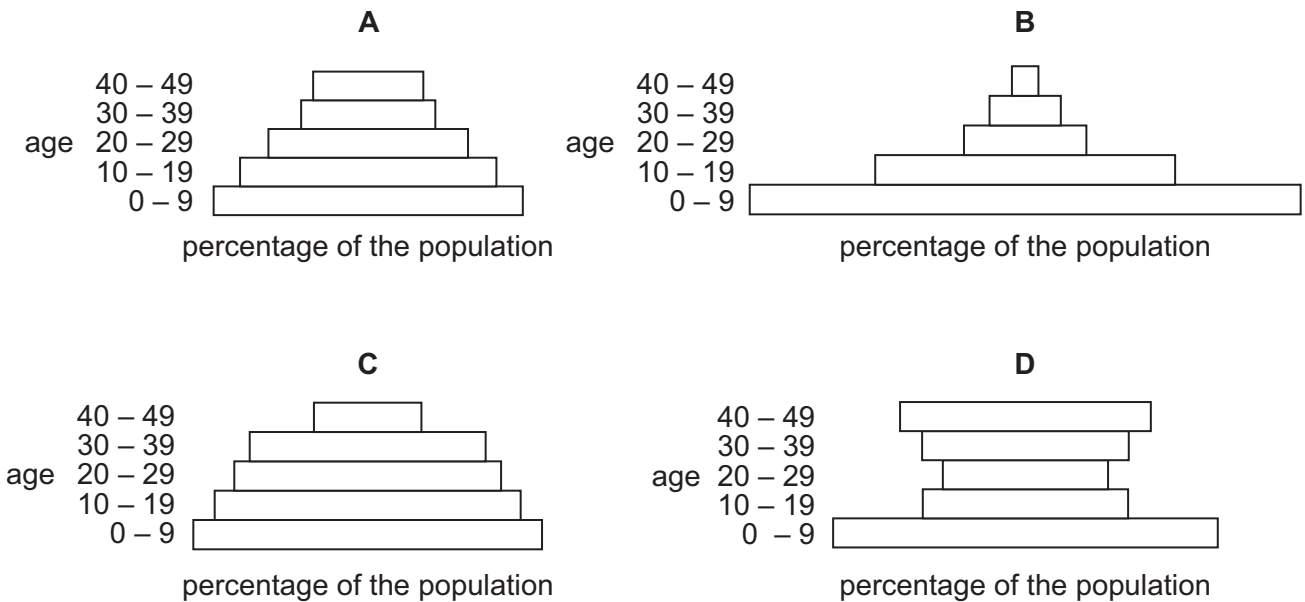 A
40 – 49
30 – 39
age 20 – 29
10 – 19
0 – 9
percentage of the population
B
40 – 49
30 – 39
age 20 – 29
10 – 19
0 – 9
percentage of the population
C
40 – 49
30 – 39
age 20 – 29
10 – 19
0 – 9
percentage of the population
D
40 – 49
30 – 39
age 20 – 29
10 – 19
0 – 9
percentage of the population